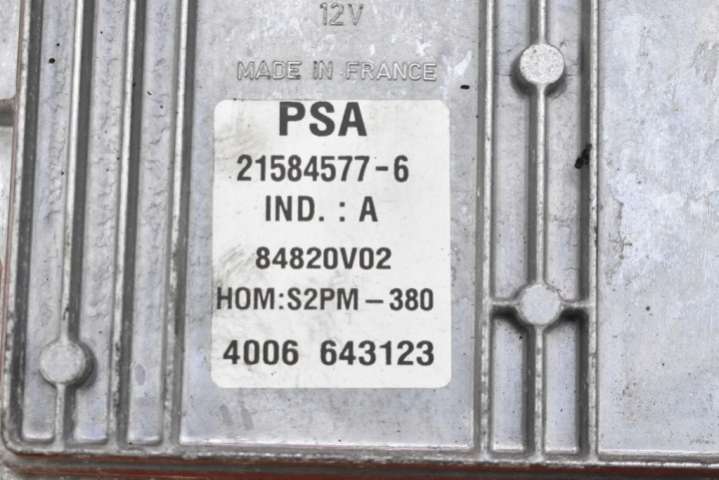 12V
MADE IN FRANCE
PSA
21584577-6
IND. : A
84820V02
HOM:S2PM-380
4006 643123